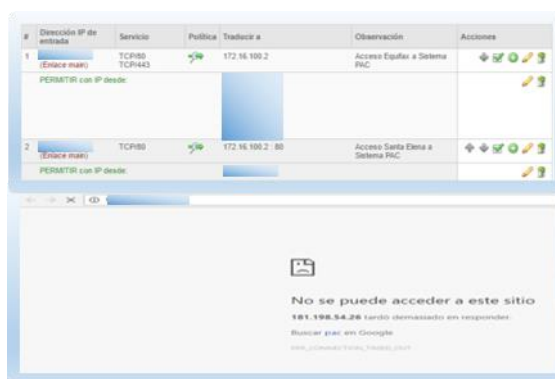 # Dirección IP de entrada Servicio Política Traducir a Observación Acciones
1 (Enlace main) TCP/80 TCP/443 172.16.100.2 Acceso Equifax a Sistema PAC
PERMITIR con IP desde:
2 (Enlace main) TCP/80 172.16.100.2 : 80 Acceso Santa Elena a Sistema PAC
PERMITIR con IP desde:
No se puede acceder a este sitio
181.198.54.26 tardó demasiado en responder.
Buscar pac en Google
ERR_CONNECTION_TIMED_OUT